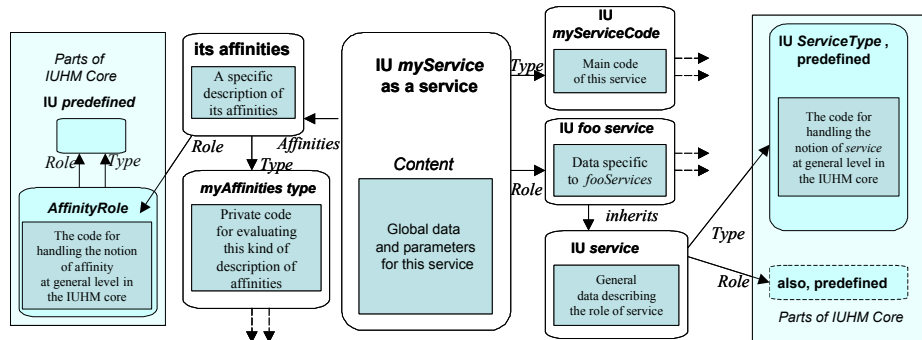 Parts of
IUHM Core
IU predefined
Role
Type
AffinityRole
The code for
handling the notion
of affinity
at general level in
the IUHM core
its affinities
A specific
description of
its affinities
Role
Type
Affinities
myAffinities type
Private code
for evaluating
this kind of
description of
affinities
IU myService
as a service
Content
Global data
and parameters
for this service
Type
Role
IU
myServiceCode
Main code
of this service
IU foo service
Data specific
to fooServices
inherits
IU service
General
data describing
the role of service
Type
Role
IU ServiceType ,
predefined
The code for
handling the
notion of service
at general level in
the IUHM core
also, predefined
Parts of IUHM Core